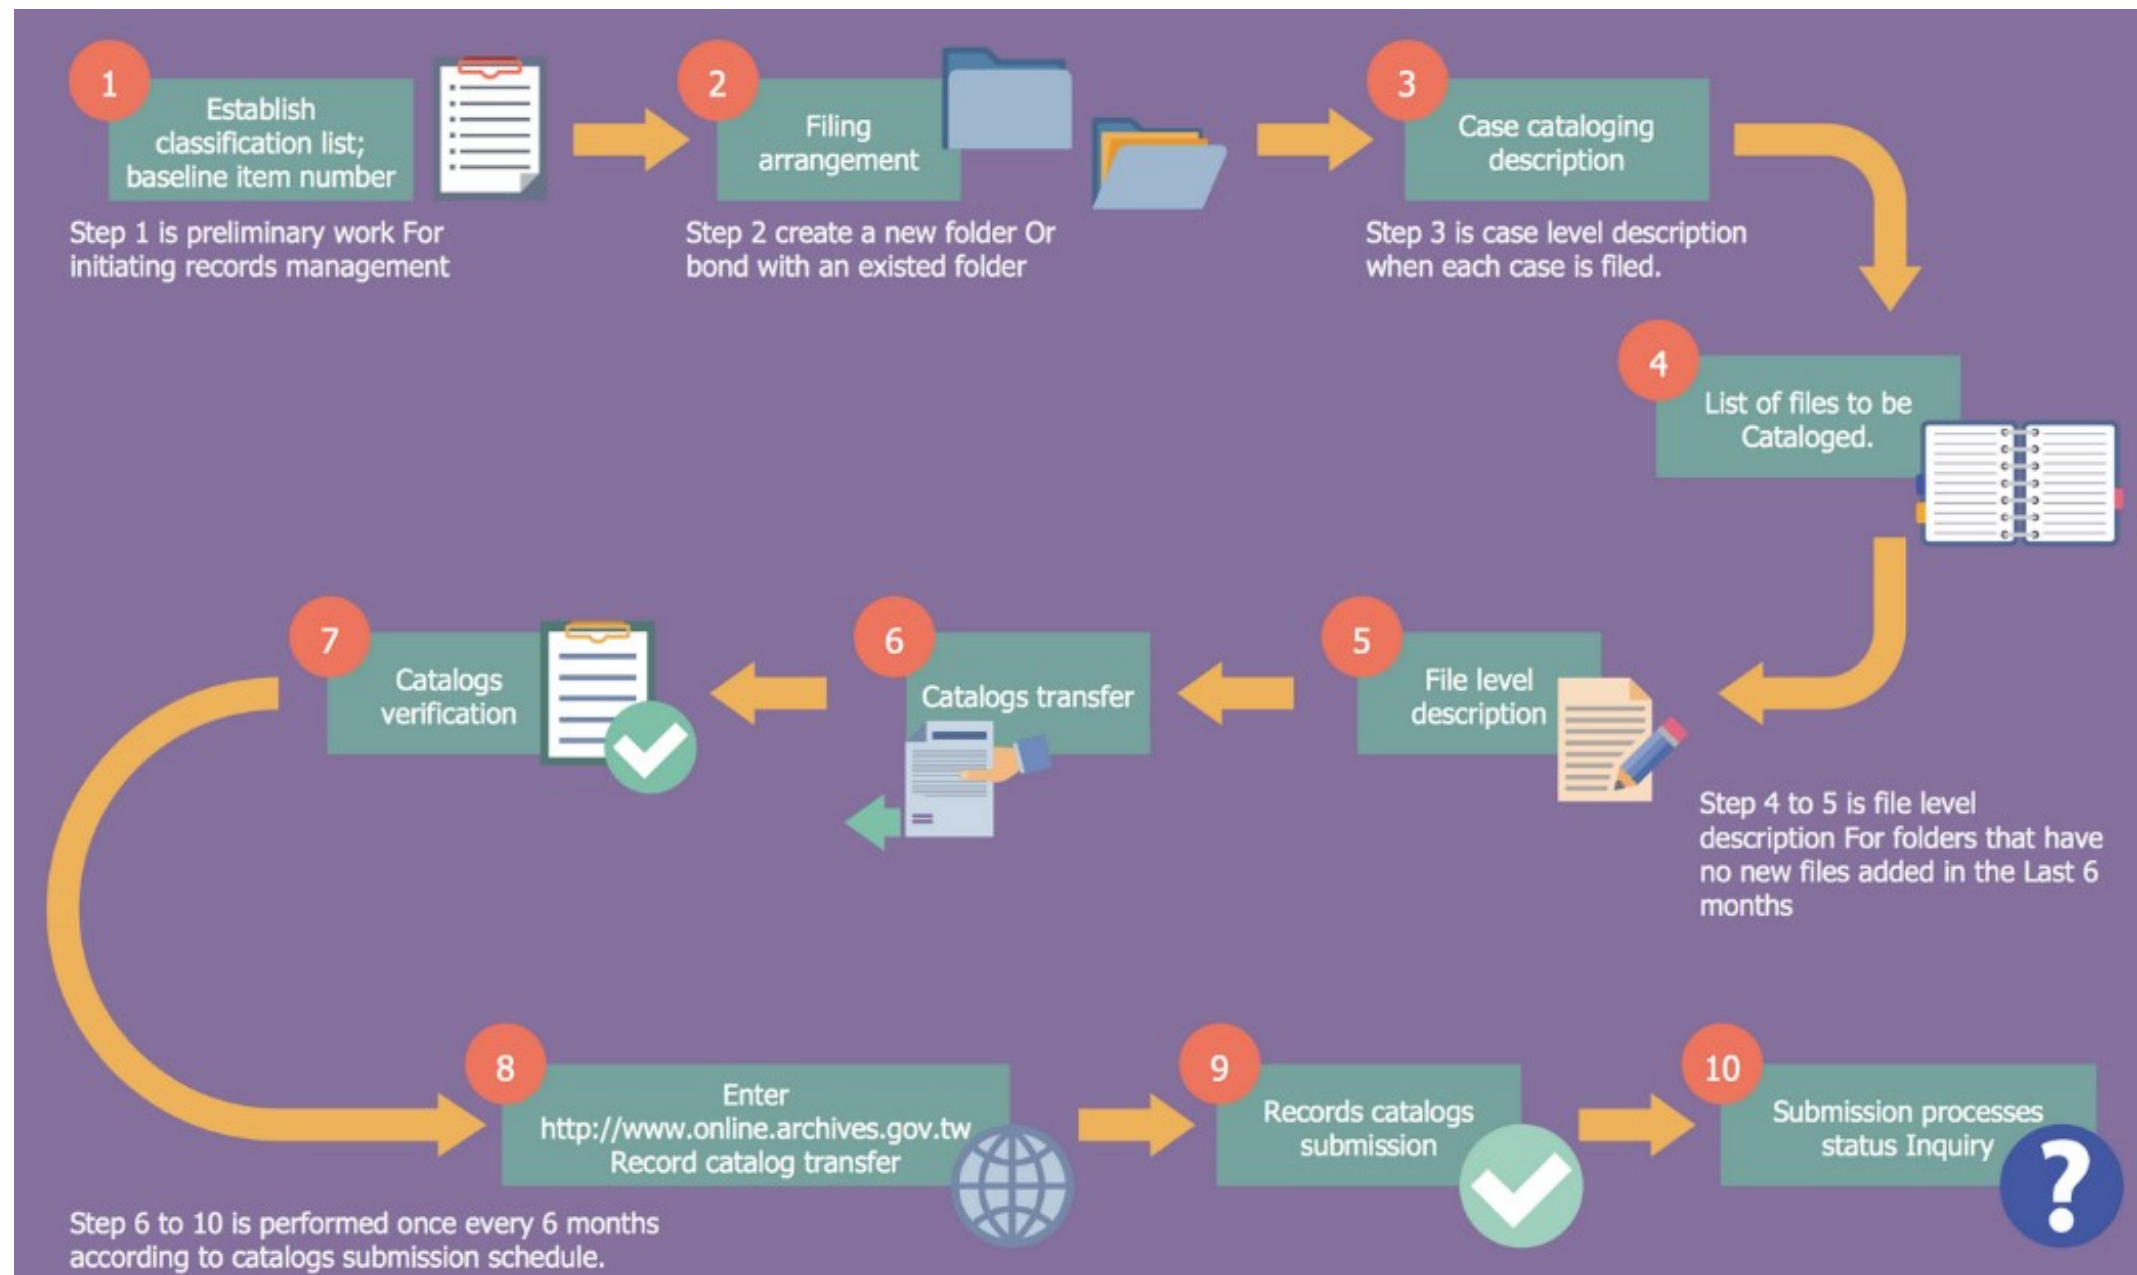 1
Establish
classification list;
baseline item number
Step 1 is preliminary work For
initiating records management
2
Filing
arrangement
Step 2 create a new folder Or
bond with an existed folder
3
Case cataloging
description
Step 3 is case level description
when each case is filed.
4
List of files to be
Cataloged.
5
File level
description
Step 4 to 5 is file level
description For folders that have
no new files added in the Last 6
months
6
Catalogs transfer
7
Catalogs
verification
8
Enter
http://www.online.archives.gov.tw
Record catalog transfer
Step 6 to 10 is performed once every 6 months
according to catalogs submission schedule.
9
Records catalogs
submission
10
Submission processes
status Inquiry
?